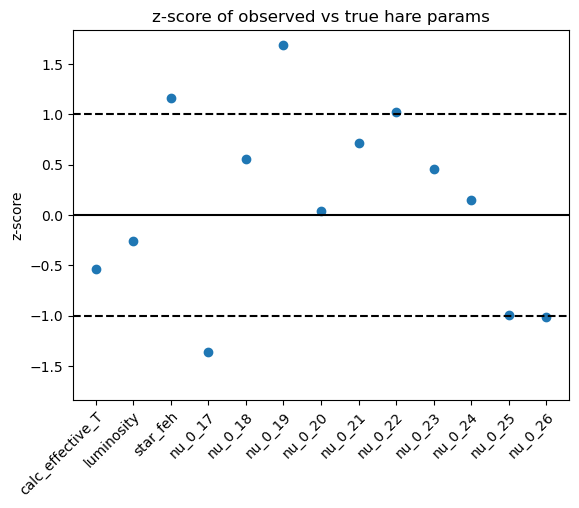 z-score of observed vs true hare params
z-score
1.5
1.0
0.5
0.0
−0.5
−1.0
−1.5
calc_effective_T
luminosity
star_feh
nu_0_17
nu_0_18
nu_0_19
nu_0_20
nu_0_21
nu_0_22
nu_0_23
nu_0_24
nu_0_25
nu_0_26